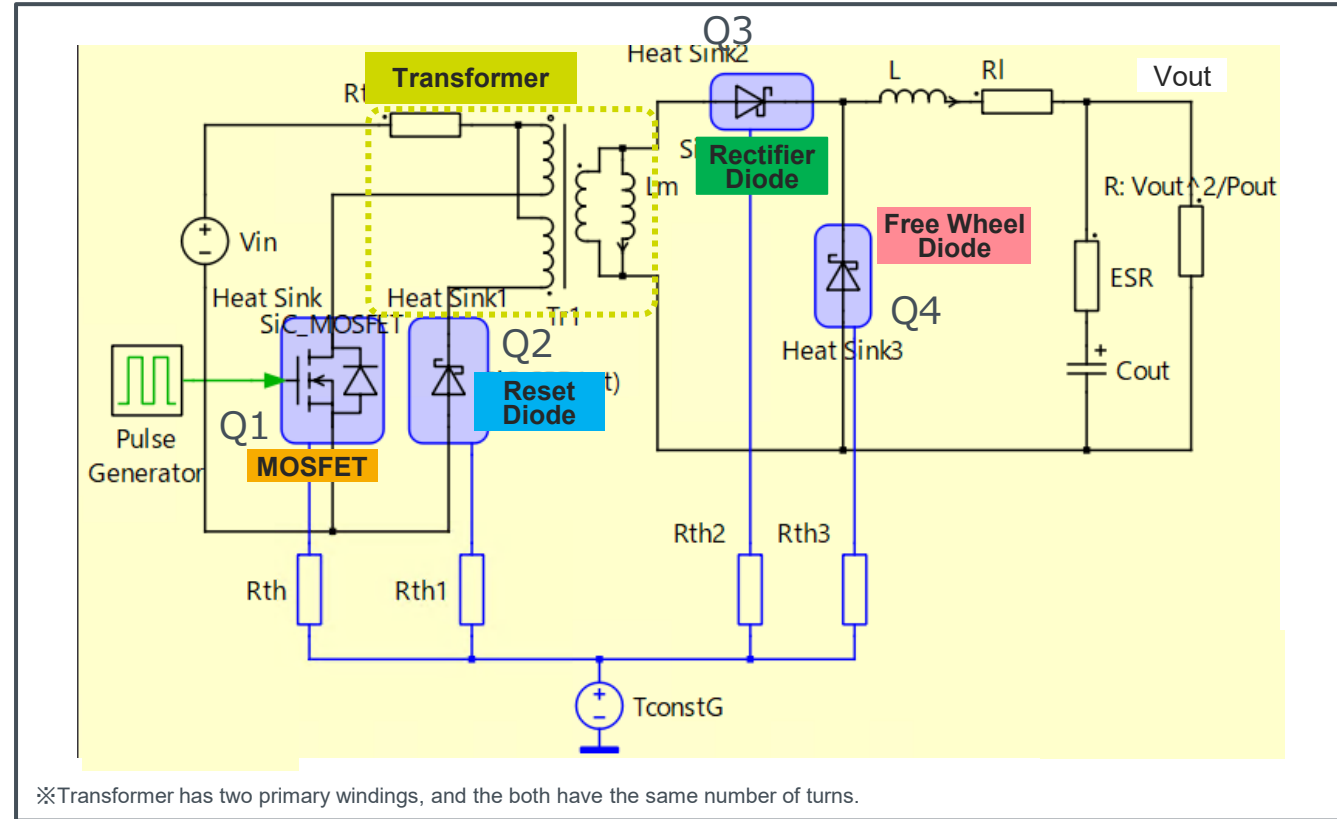 Q3
Heat Sink2
Transformer
L
Rl
Vout
Rectifier
Diode
Lm
R: Vout^2/Pout
Vin
Free Wheel
Diode
ESR
Heat Sink
Heat Sink1
SiC_MOSFET
Tr1
Q2
Q4
Heat Sink3
Cout
Reset
Diode
Q1
Pulse
Generator
MOSFET
Rth
Rth1
Rth2
Rth3
TconstG
※Transformer has two primary windings, and the both have the same number of turns.